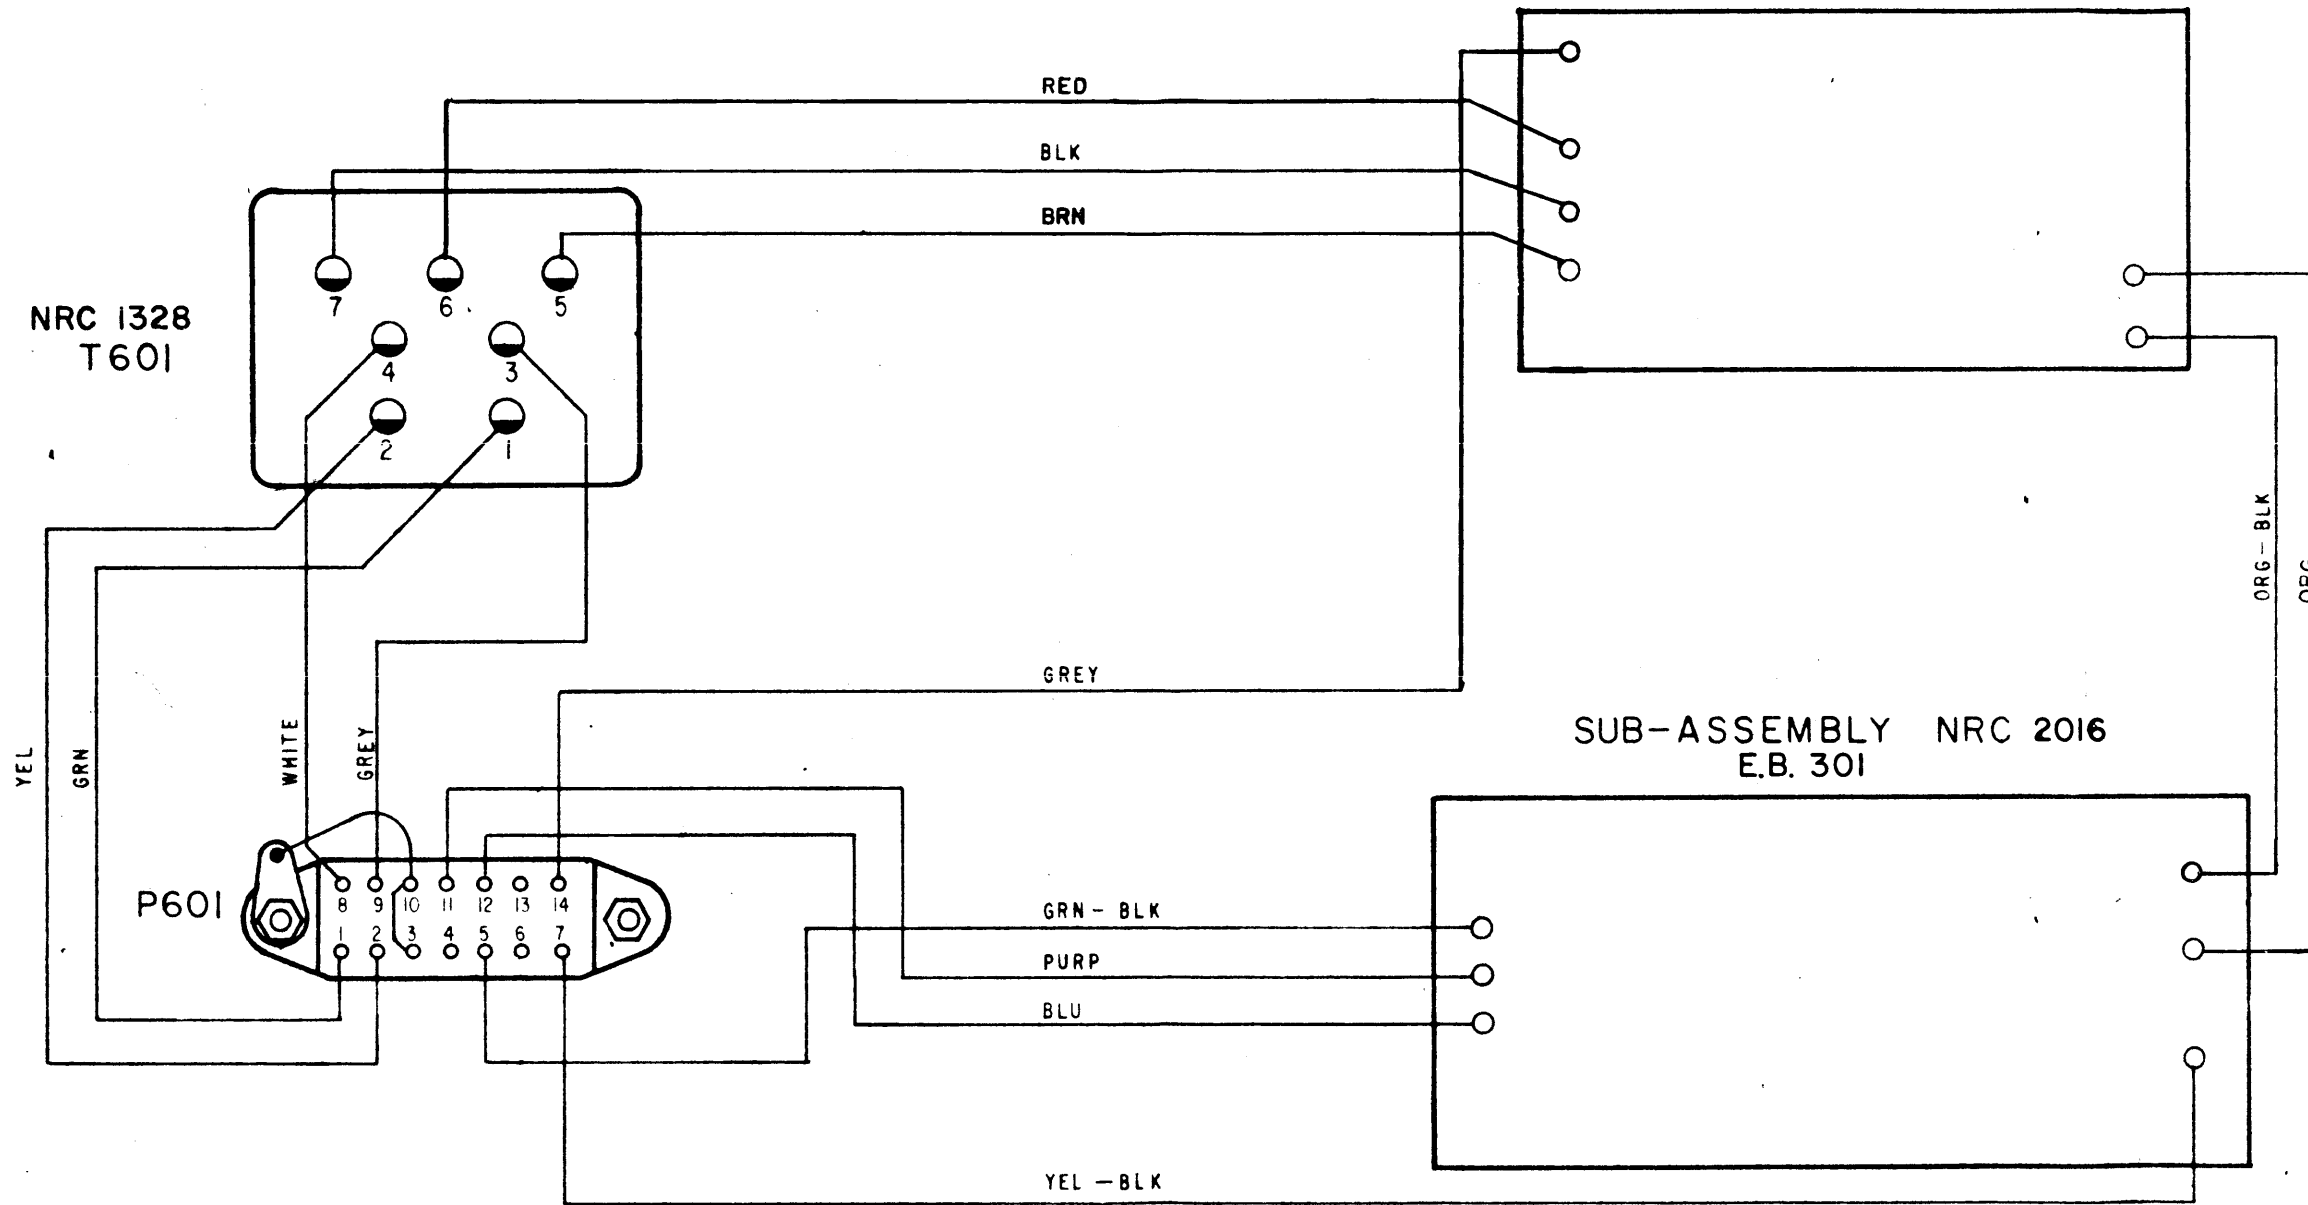 RED
BLK
BRN
7 6 5
NRC 1328
T601
4 3
2 1
ORG-BLK
ORG
GREY
YEL
GRN
WHITE
GREY
SUB-ASSEMBLY NRC 2016
E.B. 301
P601
8 9 10 11 12 13 14
1 2 3 4 5 6 7
GRN-BLK
PURP
BLU
YEL-BLK